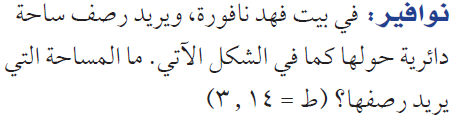 نوافير: في بيت فهد نافورة، ويريد رصف ساحة
دائرية حولها كما في الشكل الآتي. ما المساحة التي
يريد رصفها؟ (ط = ٣,١٤)